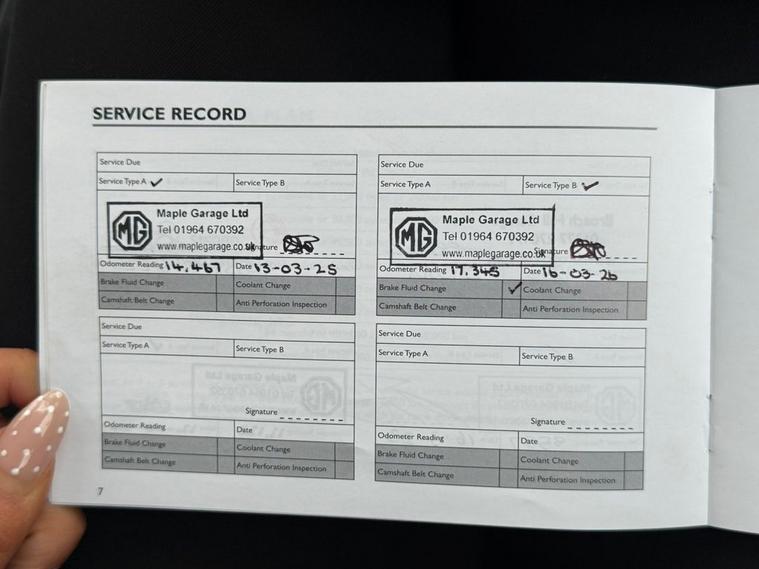 SERVICE RECORD
Service Due
Service Type A ✓ Service Type B
MG
Maple Garage Ltd
Tel 01964 670392
www.maplegarage.co.uk
Signature
Odometer Reading 14,467 Date 13-03-25
Brake Fluid Change Coolant Change
Camshaft Belt Change Anti Perforation Inspection
Service Due
Service Type A Service Type B ✓
MG
Maple Garage Ltd
Tel 01964 670392
www.maplegarage.co.uk
Signature
Odometer Reading 17,345 Date 16-03-26
Brake Fluid Change ✓ Coolant Change
Camshaft Belt Change Anti Perforation Inspection
Service Due
Service Type A Service Type B
Signature
Odometer Reading Date
Brake Fluid Change Coolant Change
Camshaft Belt Change Anti Perforation Inspection
Service Due
Service Type A Service Type B
Signature
Odometer Reading Date
Brake Fluid Change Coolant Change
Camshaft Belt Change Anti Perforation Inspection
7